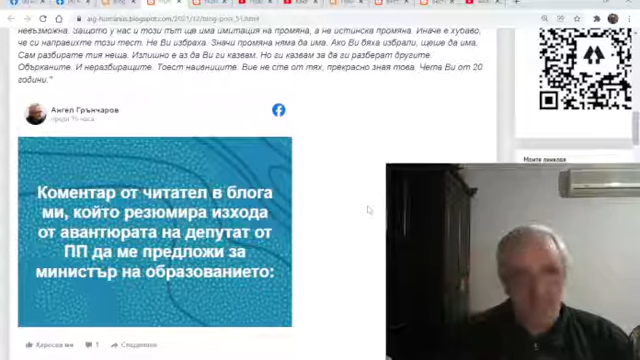 aig-humanus.blogspot.com/2021/12/blog-post_51.html
невъзможна. Защото у нас и този път ще има имитация на промяна, а не истинска промяна. Иначе е хубаво,
че си направихте този тест. Не Ви избраха. Значи промяна няма да има. Ако Ви бяха избрали, щеше да има.
Сам разбирате тия неща. Излишно е аз да Ви ги казвам. Но ги казвам за да ги разберат другите.
Обърканите. И неразбиращите. Тоест наивниците. Вие не сте от тях, прекрасно зная това. Чета Ви от 20
години."
Ангел Грънчаров
преди 15 часа
Коментар от читател в блога
ми, който резюмира изхода
от авантюрата на депутат от
ПП да ме предложи за
министър на образованието:
Харесва ми
1
Споделяне
Моите линкове